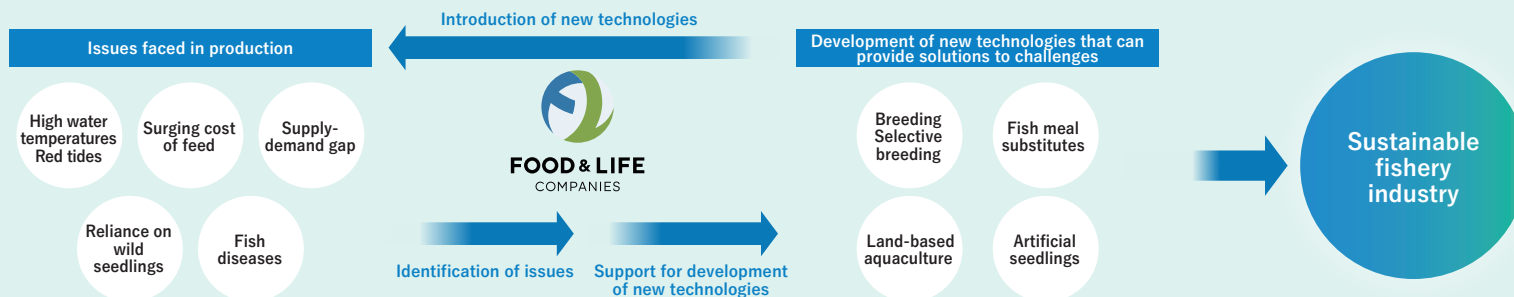 Introduction of new technologies
Issues faced in production
High water
temperatures
Red tides
Surging cost
of feed
Supply-
demand gap
Reliance on
wild
seedlings
Fish
diseases
FOOD & LIFE
COMPANIES
Identification of issues
Support for development
of new technologies
Development of new technologies that can
provide solutions to challenges
Breeding
Selective
breeding
Fish meal
substitutes
Land-based
aquaculture
Artificial
seedlings
Sustainable
fishery
industry